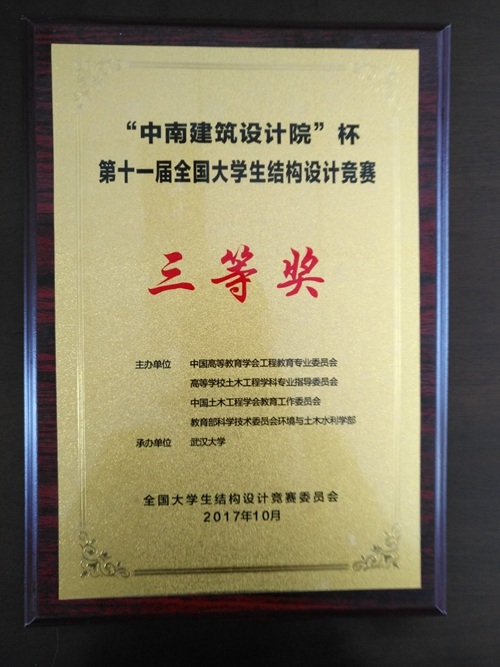 “中南建筑设计院”杯
第十一届全国大学生结构设计竞赛
三等奖
主办单位 中国高等教育学会工程教育专业委员会
高等学校土木工程学科专业指导委员会
中国土木工程学会教育工作委员会
教育部科学技术委员会环境与土木水利学部
承办单位 武汉大学
全国大学生结构设计竞赛委员会
2017年10月